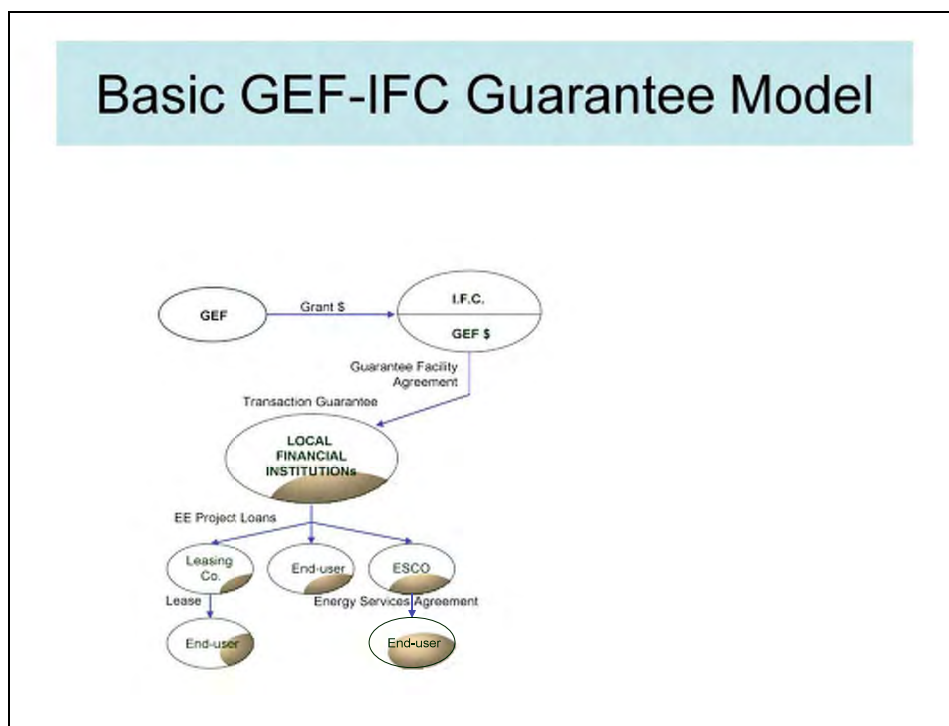 Basic GEF-IFC Guarantee Model
GEF
Grant $
I.F.C.
GEF $
Guarantee Facility
Agreement
Transaction Guarantee
LOCAL
FINANCIAL
INSTITUTIONs
EE Project Loans
Leasing
Co.
End-user
ESCO
Lease
Energy Services Agreement
End-user
End-user